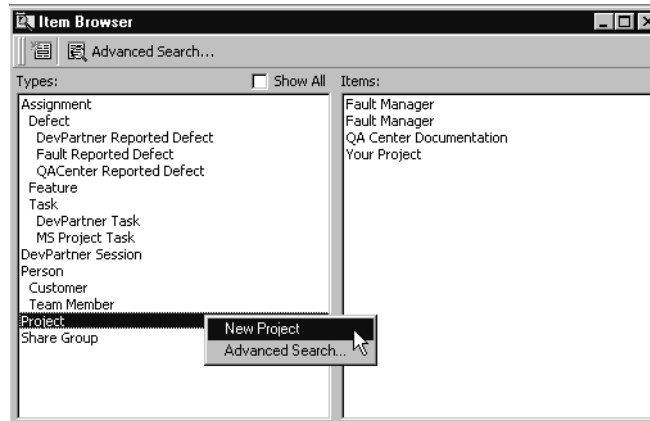 Item Browser
Advanced Search...
Types:
Show All
Items:
Assignment
Defect
DevPartner Reported Defect
Fault Reported Defect
QACenter Reported Defect
Feature
Task
DevPartner Task
MS Project Task
DevPartner Session
Person
Customer
Team Member
Project
Share Group
Fault Manager
Fault Manager
QA Center Documentation
Your Project
New Project
Advanced Search...